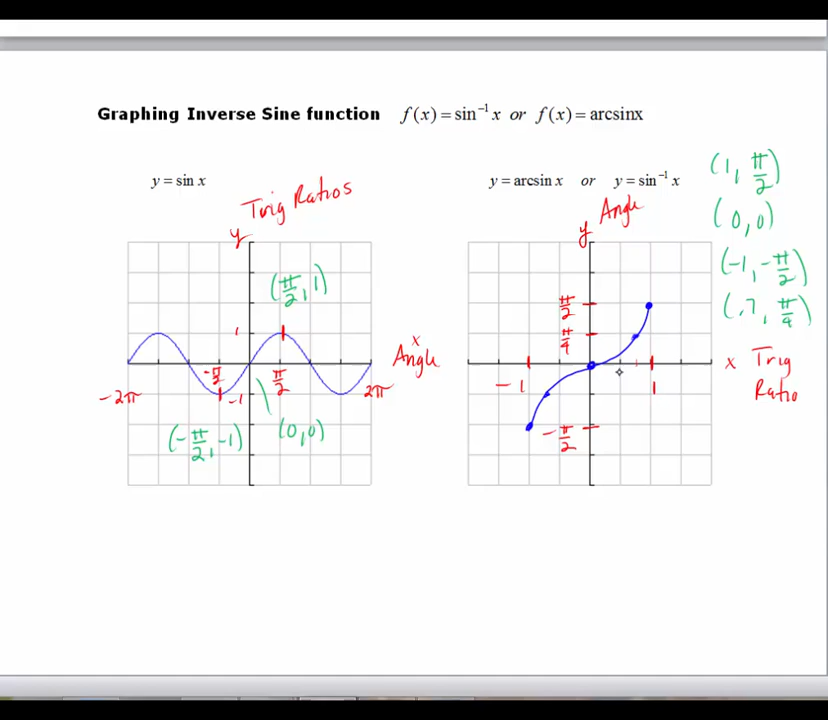 Graphing Inverse Sine function f(x) = sin⁻¹ x or f(x) = arcsinx
y = sin x
Trig Ratios
y
(π/2, 1)
1
-π/2
π/2
-1
-2π
2π
x
Angle
(-π/2, -1)
(0,0)
y = arcsin x or y = sin⁻¹ x
Angle
y
π/2
π/4
-1
1
-π/2
x Trig
Ratio
(1, π/2)
(0,0)
(-1, -π/2)
(.7, π/4)